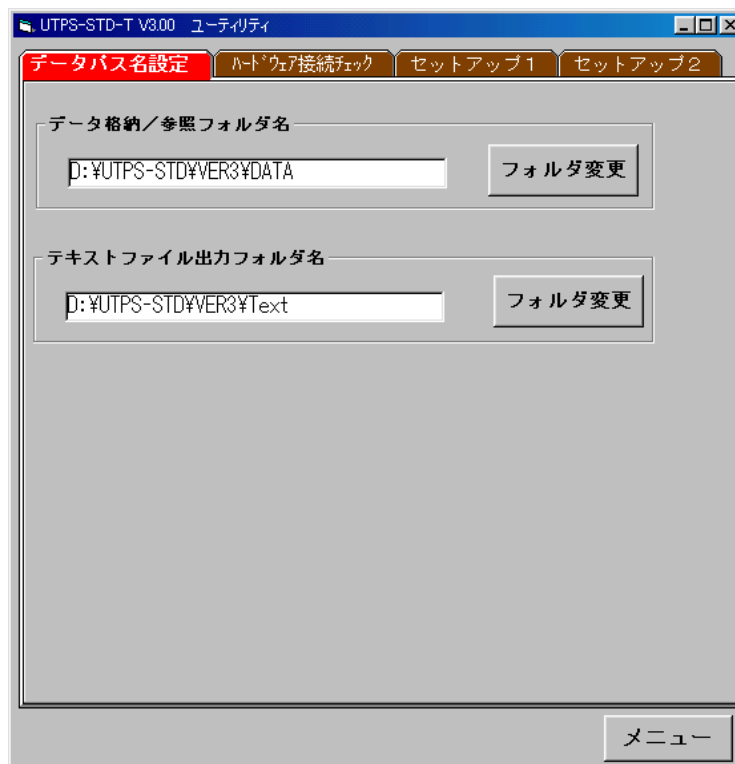 UTPS-STD-T V3.00 ユーティリティ
データパス名設定 ﾊｰﾄﾞｳｪｱ接続ﾁｪｯｸ セットアップ１ セットアップ２
データ格納／参照フォルダ名
D:¥UTPS-STD¥VER3¥DATA フォルダ変更
テキストファイル出力フォルダ名
D:¥UTPS-STD¥VER3¥Text フォルダ変更
メニュー